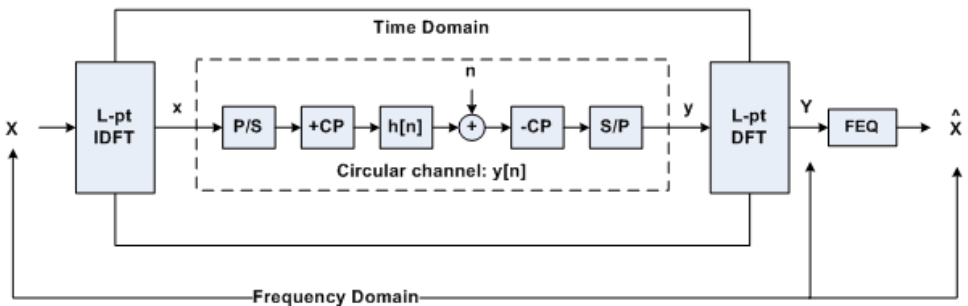 Time Domain
n
L-pt
IDFT
L-pt
DFT
X
x
P/S
+CP
h[n]
+
-CP
S/P
y
Y
FEQ
X̂
Circular channel: y[n]
Frequency Domain